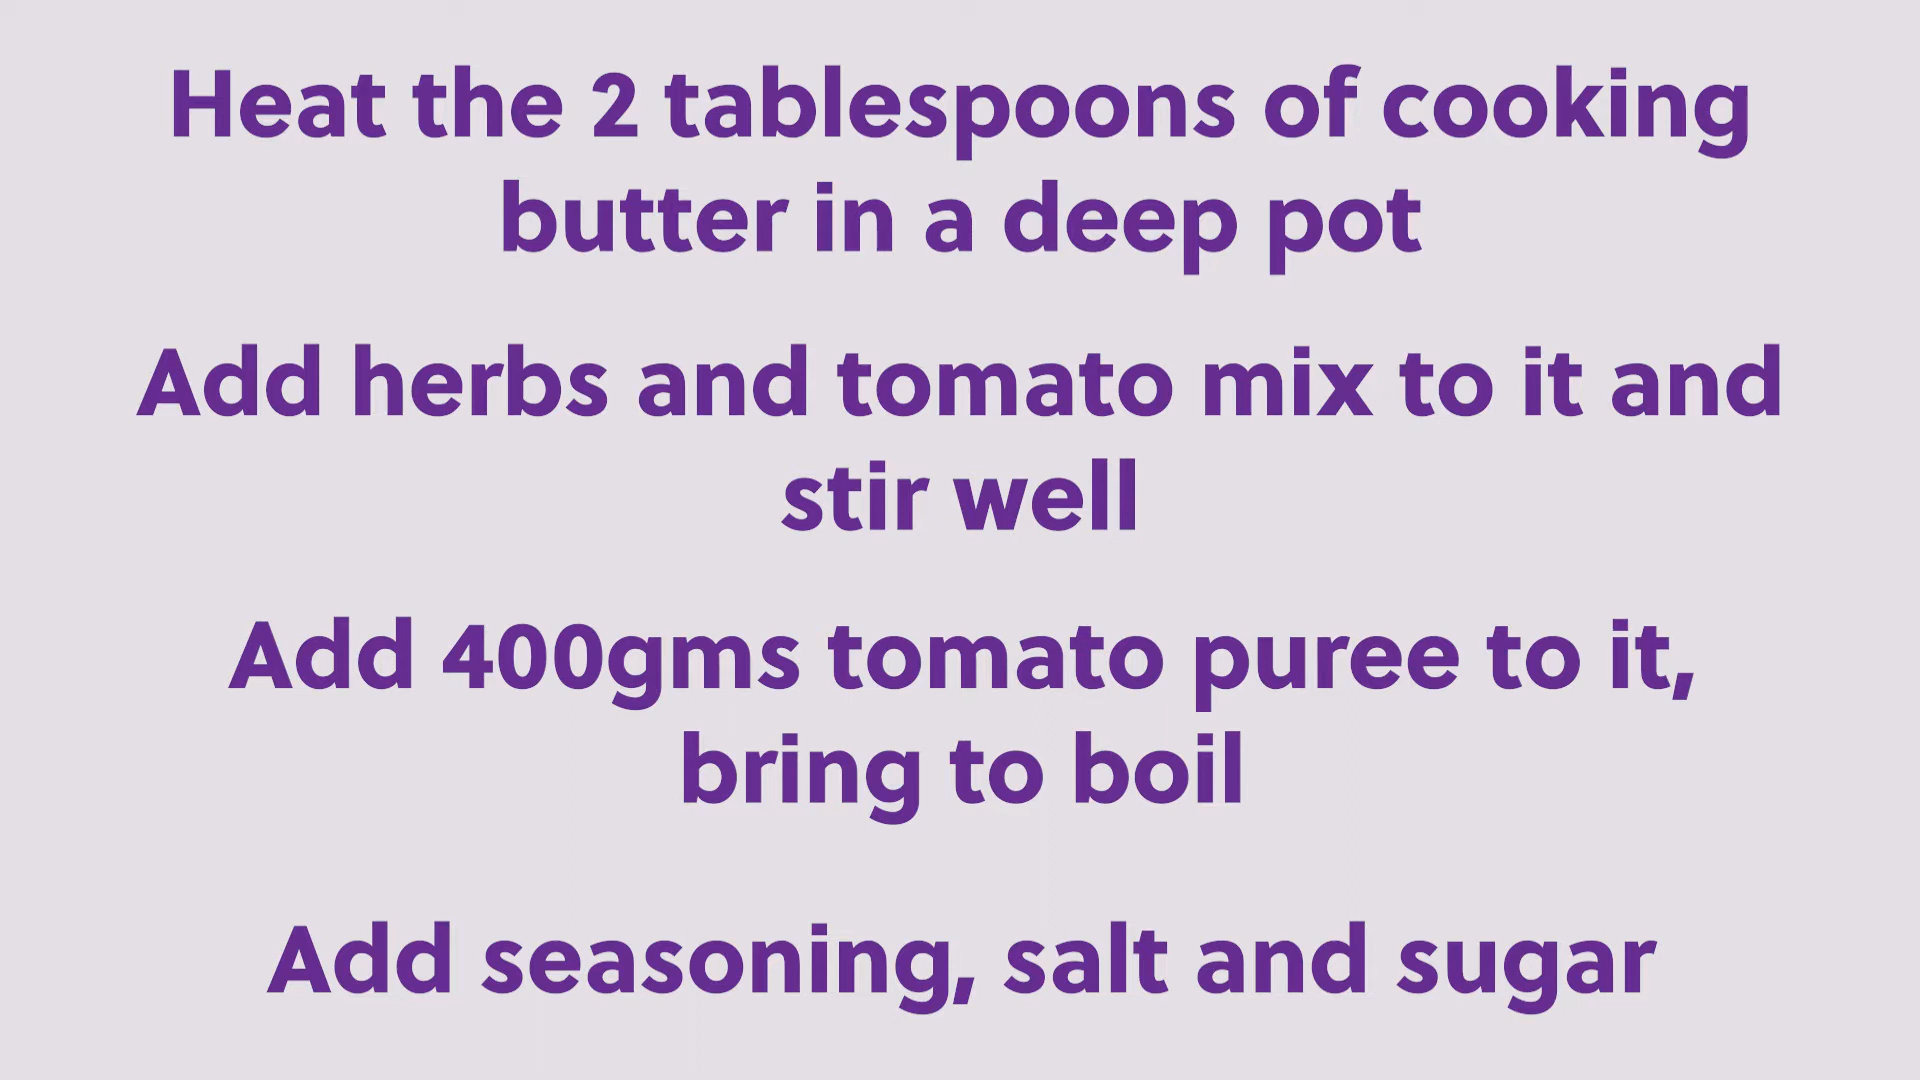 Heat the 2 tablespoons of cooking
butter in a deep pot
Add herbs and tomato mix to it and
stir well
Add 400gms tomato puree to it,
bring to boil
Add seasoning, salt and sugar